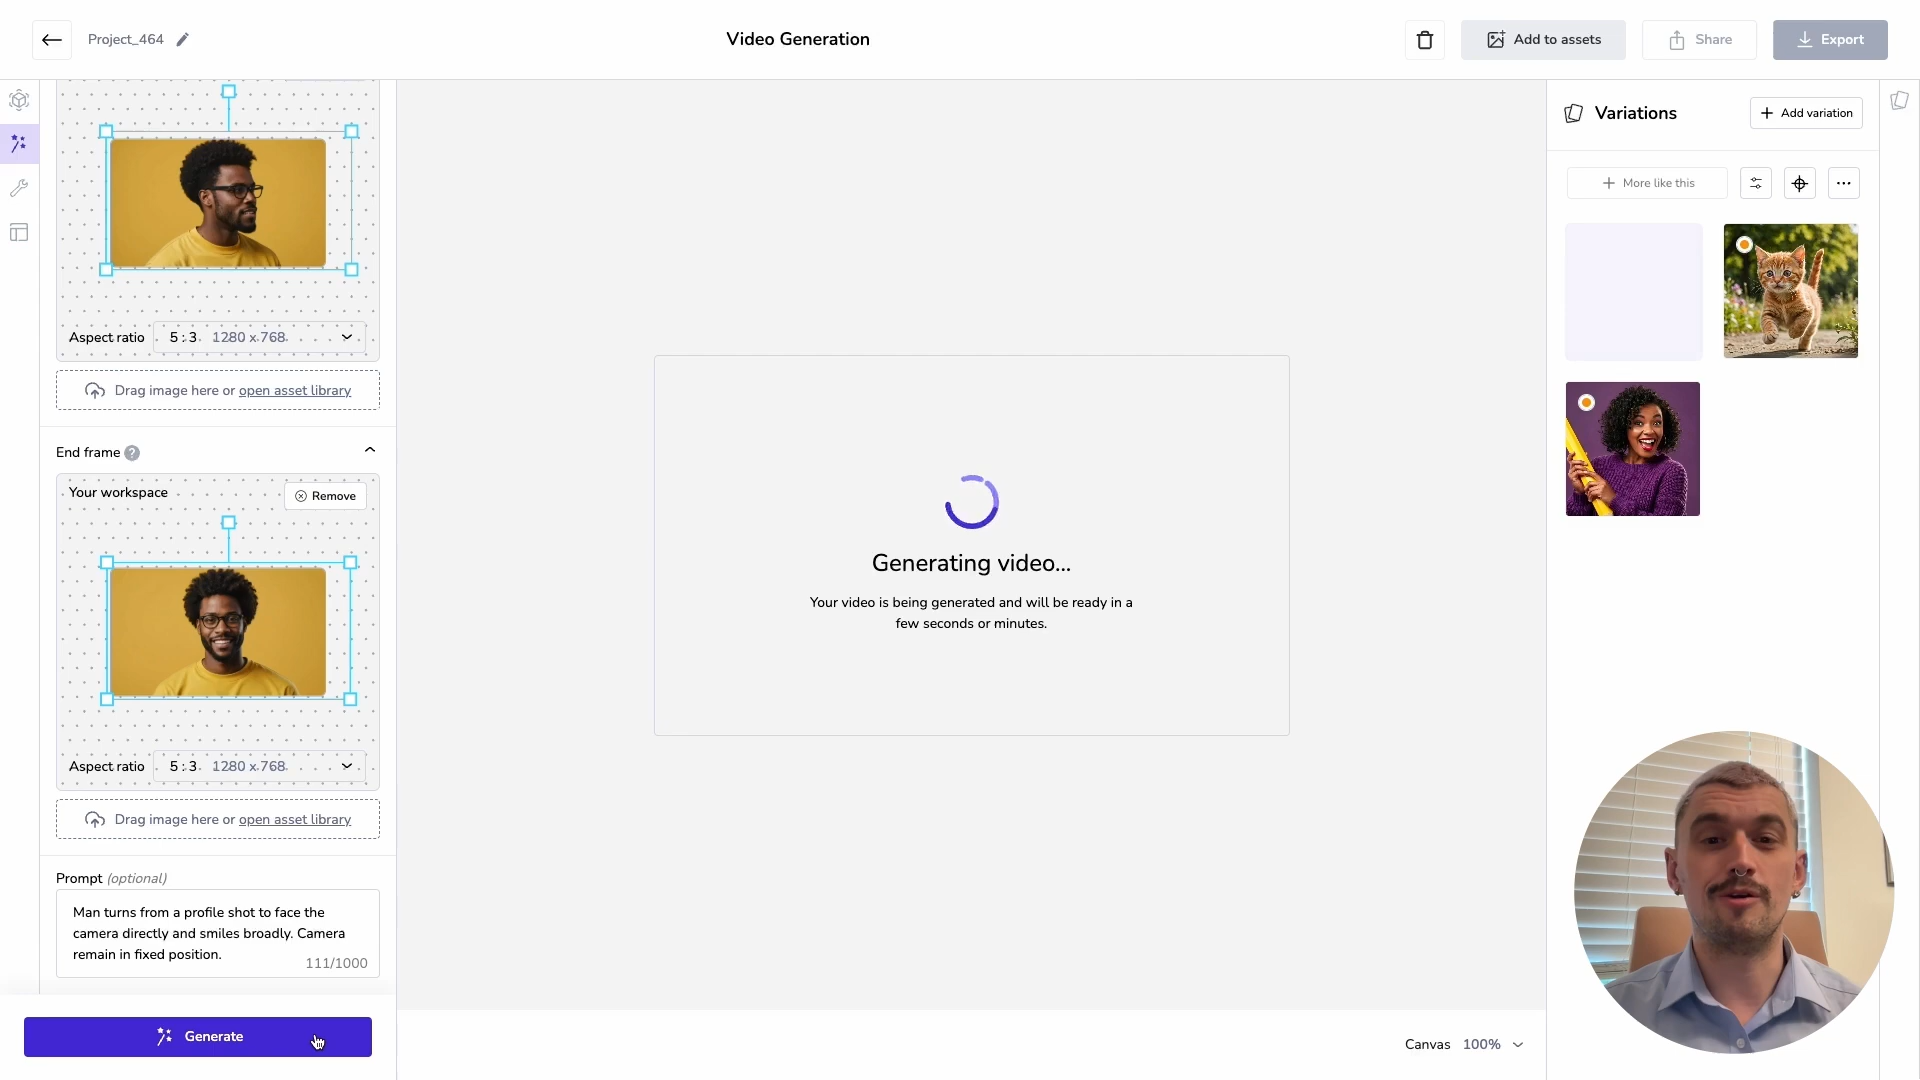 Project_464
Video Generation
Add to assets
Share
Export
Aspect ratio
5 : 3 1280 x 768
Drag image here or open asset library
End frame ?
Your workspace
Remove
Aspect ratio
5 : 3 1280 x 768
Drag image here or open asset library
Prompt (optional)
Man turns from a profile shot to face the
camera directly and smiles broadly. Camera
remain in fixed position.
111/1000
Generate
Generating video...
Your video is being generated and will be ready in a
few seconds or minutes.
Canvas 100%
Variations
+ Add variation
+ More like this